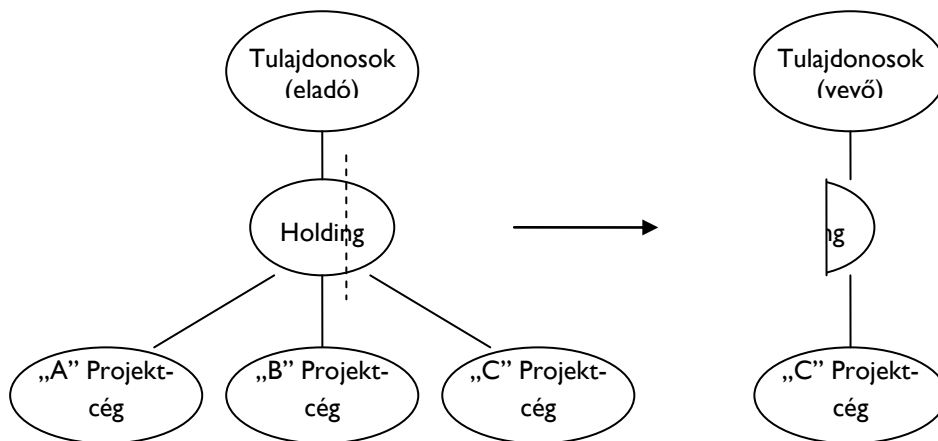 Tulajdonosok
(eladó)
Tulajdonosok
(vevő)
Holding
ng
„A” Projekt-
cég
„B” Projekt-
cég
„C” Projekt-
cég
„C” Projekt-
cég